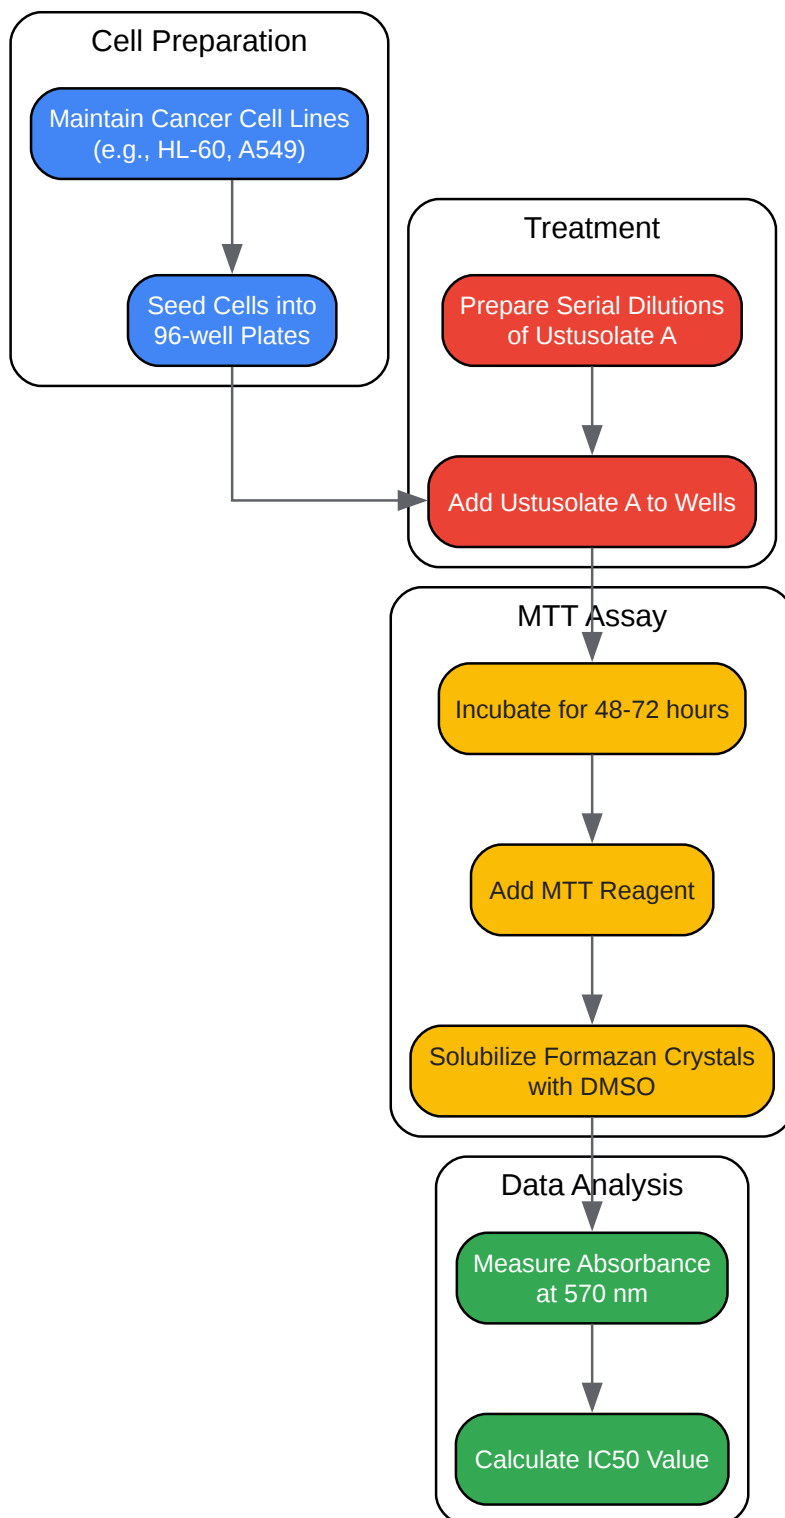 Cell Preparation
Maintain Cancer Cell Lines
(e.g., HL-60, A549)
Seed Cells into
96-well Plates
Treatment
Prepare Serial Dilutions
of Ustusolate A
Add Ustusolate A to Wells
MTT Assay
Incubate for 48-72 hours
Add MTT Reagent
Solubilize Formazan Crystals
with DMSO
Data Analysis
Measure Absorbance
at 570 nm
Calculate IC50 Value